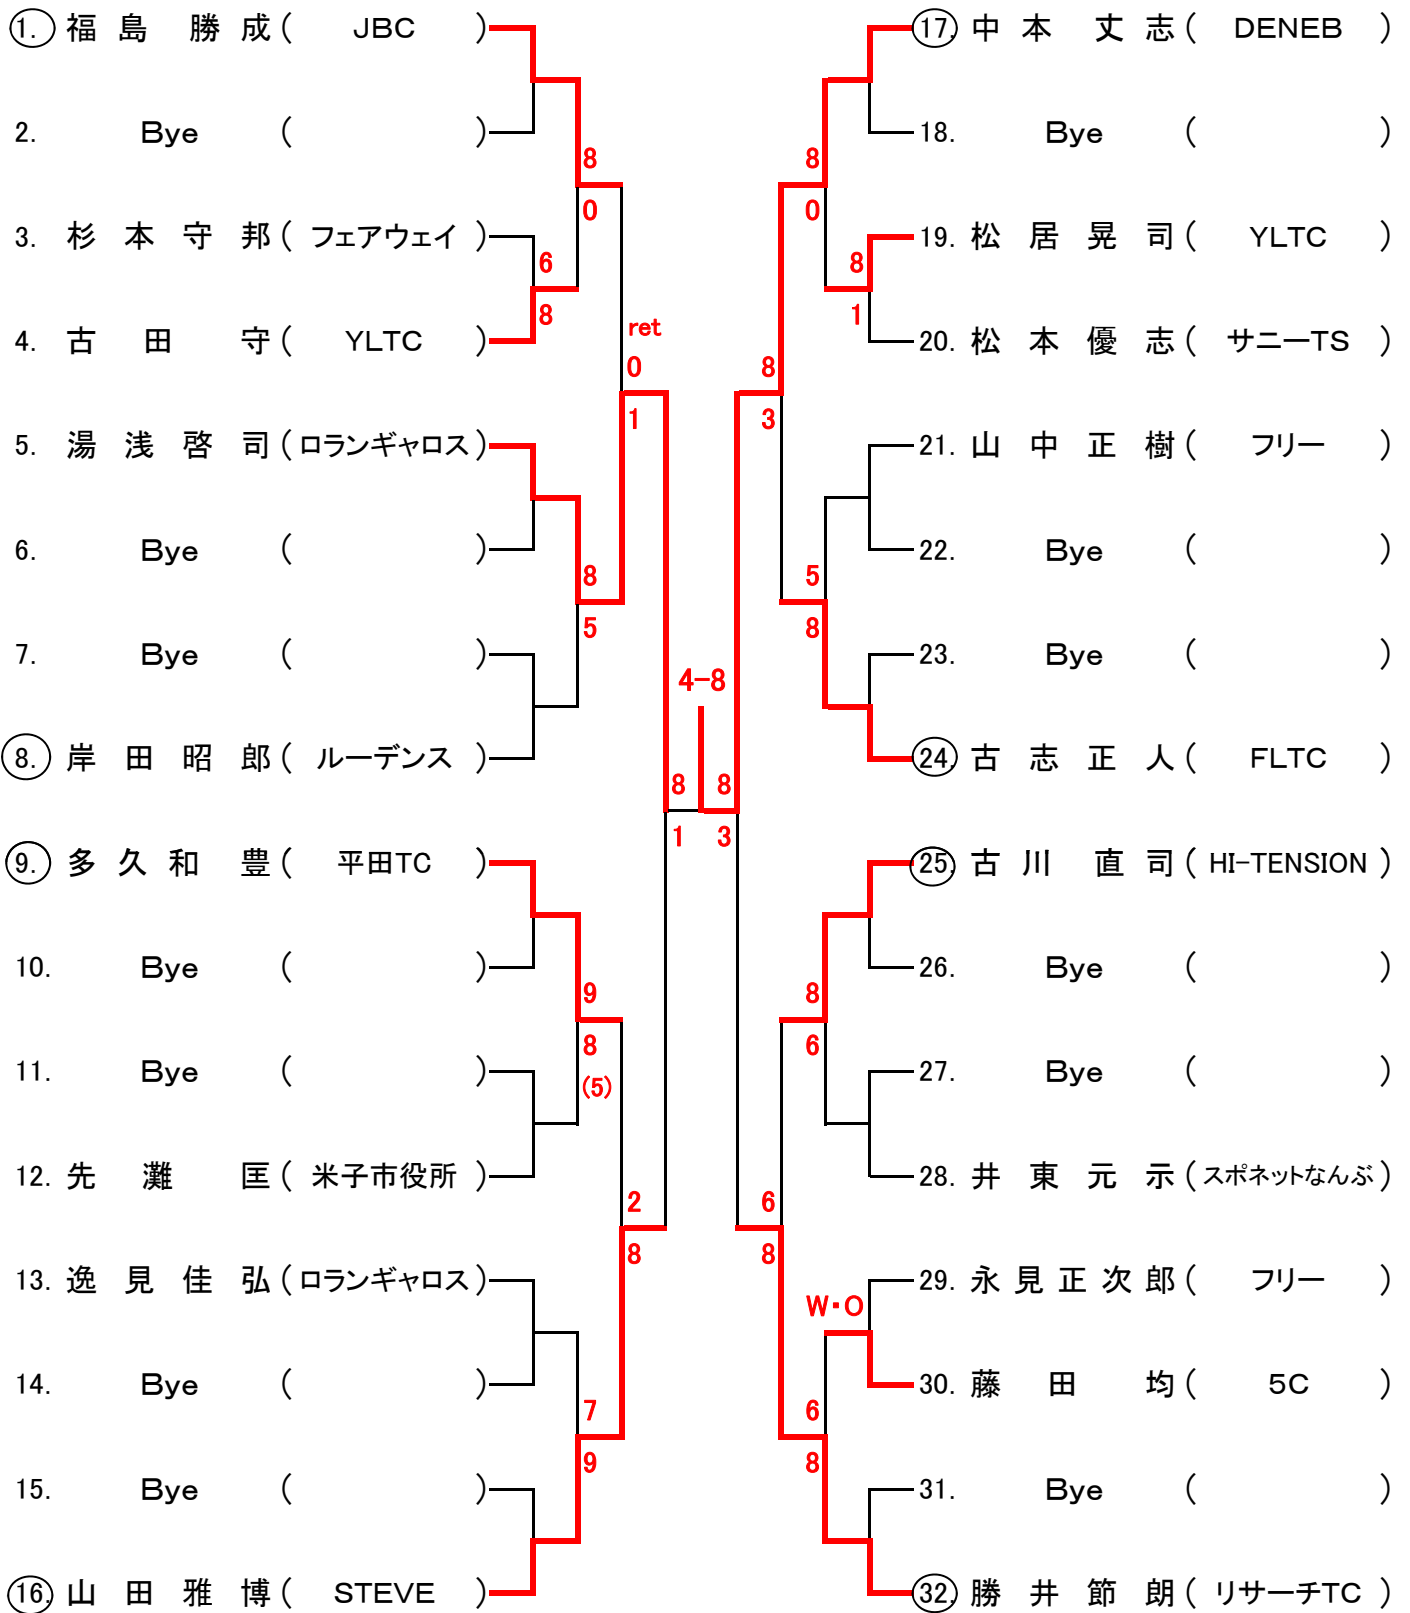 1. 福島 勝成 ( JBC )
2. Bye ( )
8
0
3. 杉本守邦 ( フェアウェイ )
6
8
4. 古田 守 ( YLTC )
ret
0
1
5. 湯浅啓司 ( ロランギャロス )
6. Bye ( )
8
5
7. Bye ( )
8. 岸田昭郎 ( ルーデンス )
4-8
8
1
9. 多久和 豊 ( 平田TC )
10. Bye ( )
9
8
(5)
11. Bye ( )
12. 先灘 匡 ( 米子市役所 )
2
8
13. 逸見佳弘 ( ロランギャロス )
14. Bye ( )
7
9
15. Bye ( )
16. 山田雅博 ( STEVE )
17. 中本 丈志 ( DENEB )
18. Bye ( )
8
0
19. 松居晃司 ( YLTC )
8
1
20. 松本優志 ( サニーTS )
8
3
21. 山中正樹 ( フリー )
22. Bye ( )
5
8
23. Bye ( )
24. 古志正人 ( FLTC )
8
3
25. 古川 直司 ( HI-TENSION )
26. Bye ( )
8
6
27. Bye ( )
28. 井東元示 ( スポネットなんぶ )
6
8
29. 永見正次郎 ( フリー )
W・O
30. 藤田 均 ( 5C )
6
8
31. Bye ( )
32. 勝井節朗 ( リサーチTC )